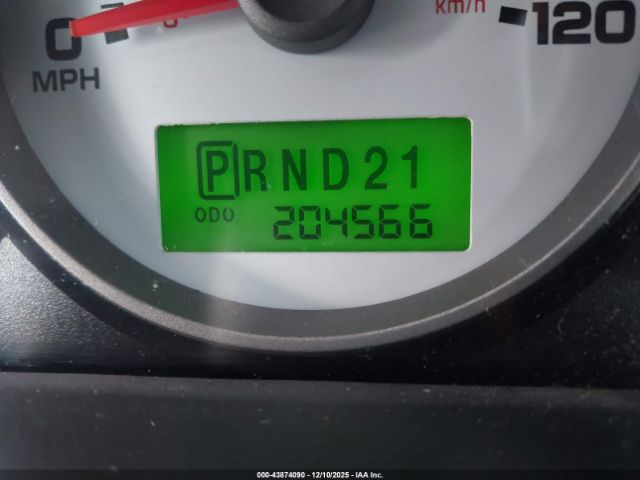 km/h
0 120
MPH
PRND21
ODO 204566
000-43874090 - 12/10/2025 - IAA Inc.